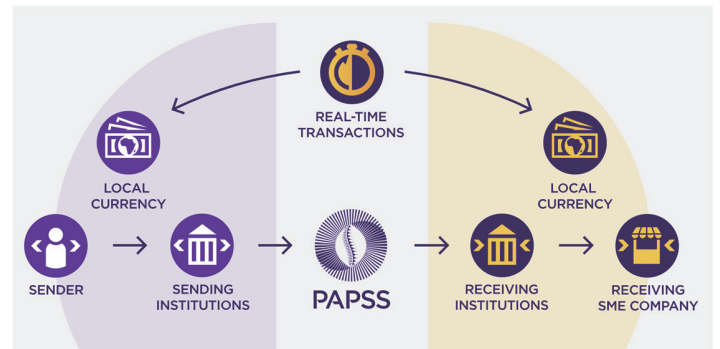 REAL-TIME
TRANSACTIONS
LOCAL
CURRENCY
LOCAL
CURRENCY
SENDER
SENDING
INSTITUTIONS
PAPSS
RECEIVING
INSTITUTIONS
RECEIVING
SME COMPANY